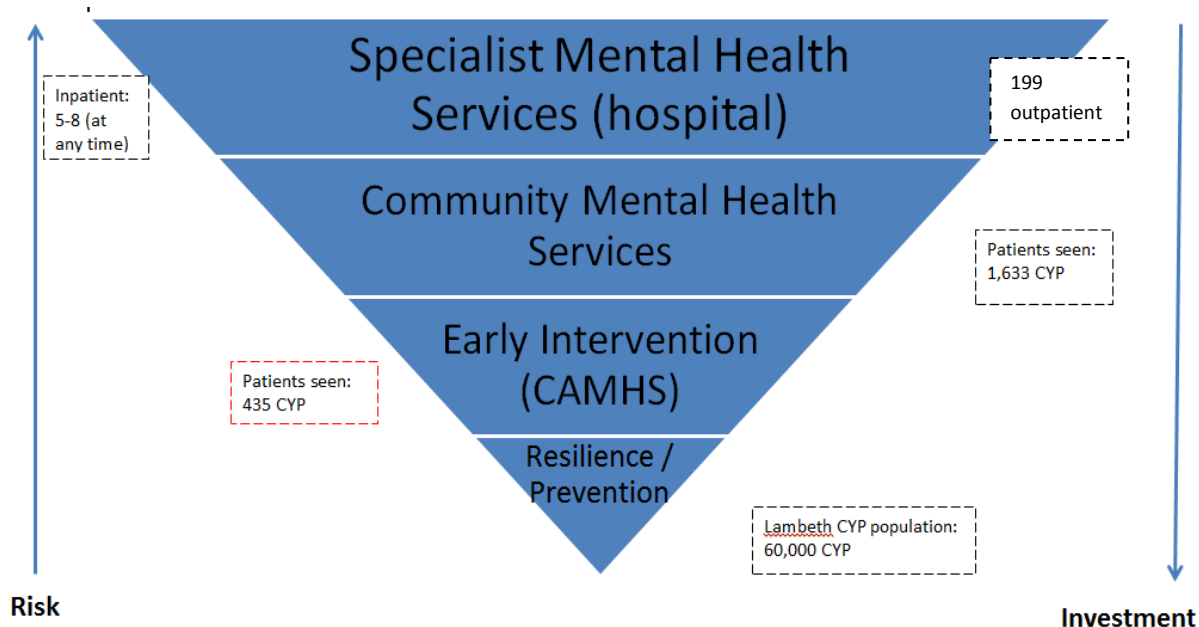 Specialist Mental Health
Services (hospital)
Inpatient:
5-8 (at
any time)
199
outpatient
Community Mental Health
Services
Patients seen:
1,633 CYP
Early Intervention
(CAMHS)
Patients seen:
435 CYP
Resilience /
Prevention
Lambeth CYP population:
60,000 CYP
Risk
Investment